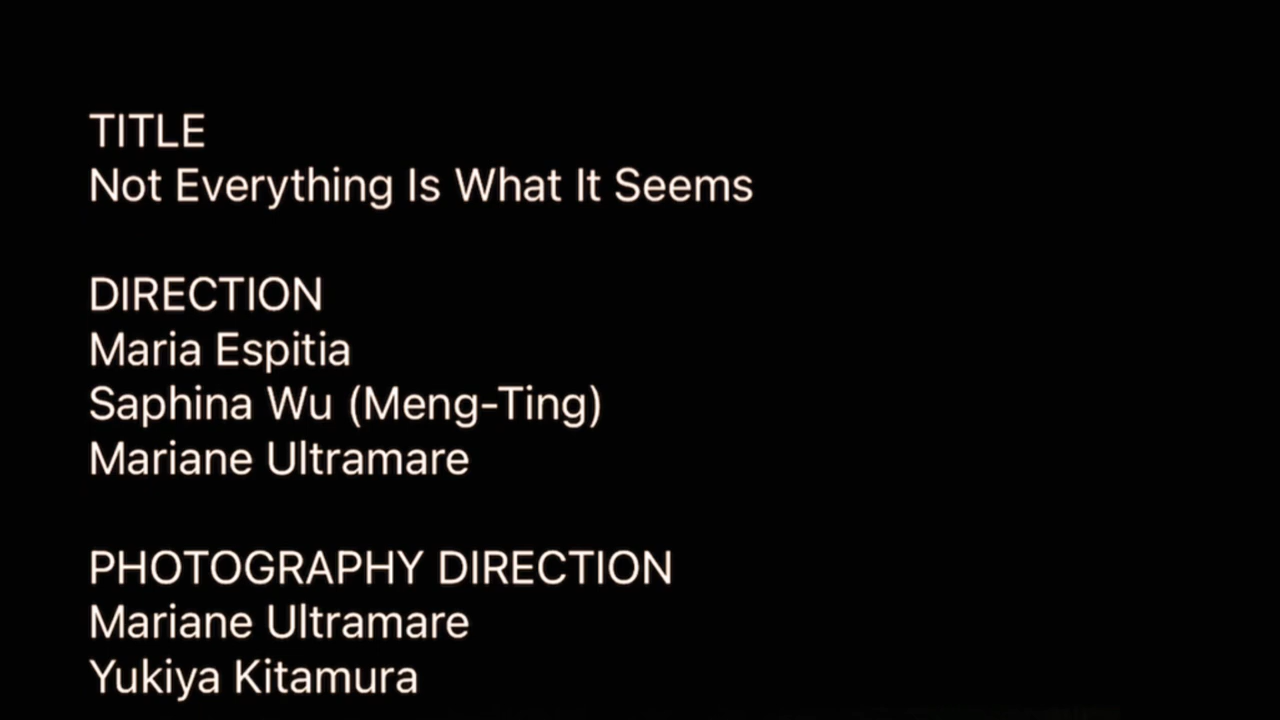 TITLE
Not Everything Is What It Seems
DIRECTION
Maria Espitia
Saphina Wu (Meng-Ting)
Mariane Ultramare
PHOTOGRAPHY DIRECTION
Mariane Ultramare
Yukiya Kitamura